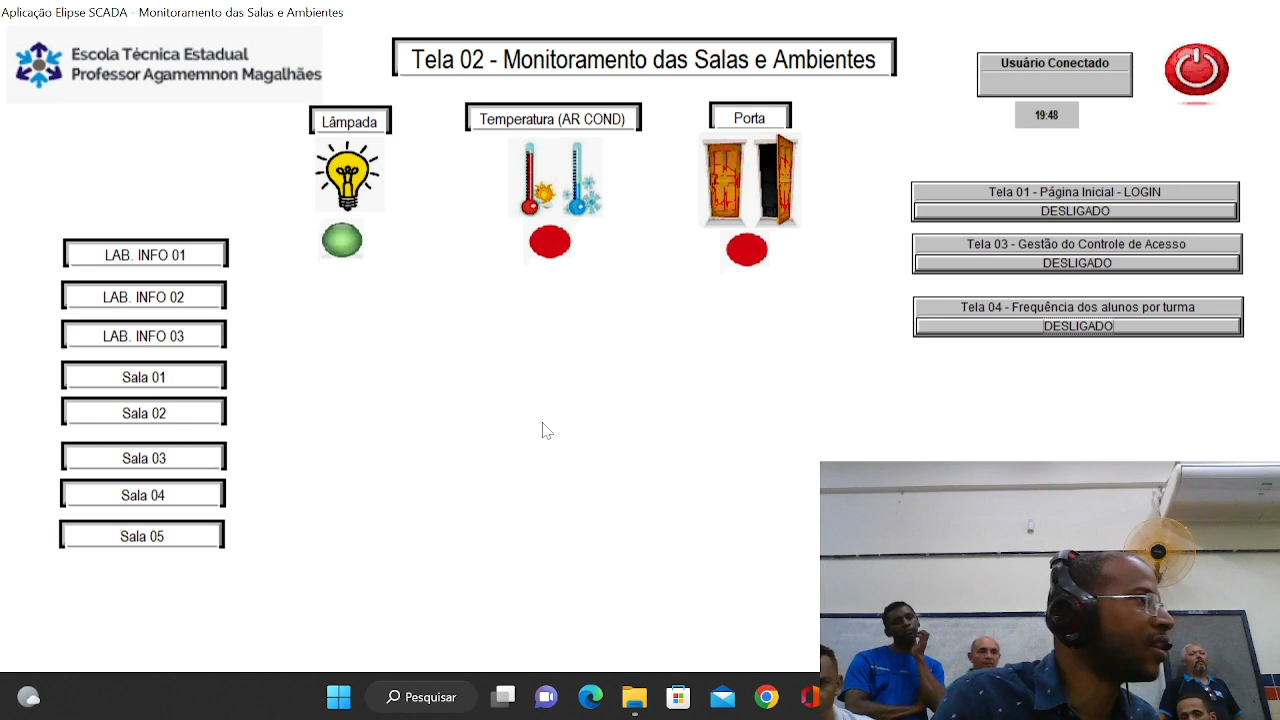 Aplicação Elipse SCADA - Monitoramento das Salas e Ambientes
Escola Técnica Estadual
Professor Agamemnon Magalhães
Tela 02 - Monitoramento das Salas e Ambientes
Usuário Conectado
19:48
Lâmpada
Temperatura (AR COND)
Porta
Tela 01 - Página Inicial - LOGIN
DESLIGADO
Tela 03 - Gestão do Controle de Acesso
DESLIGADO
Tela 04 - Frequência dos alunos por turma
DESLIGADO
LAB. INFO 01
LAB. INFO 02
LAB. INFO 03
Sala 01
Sala 02
Sala 03
Sala 04
Sala 05
Pesquisar